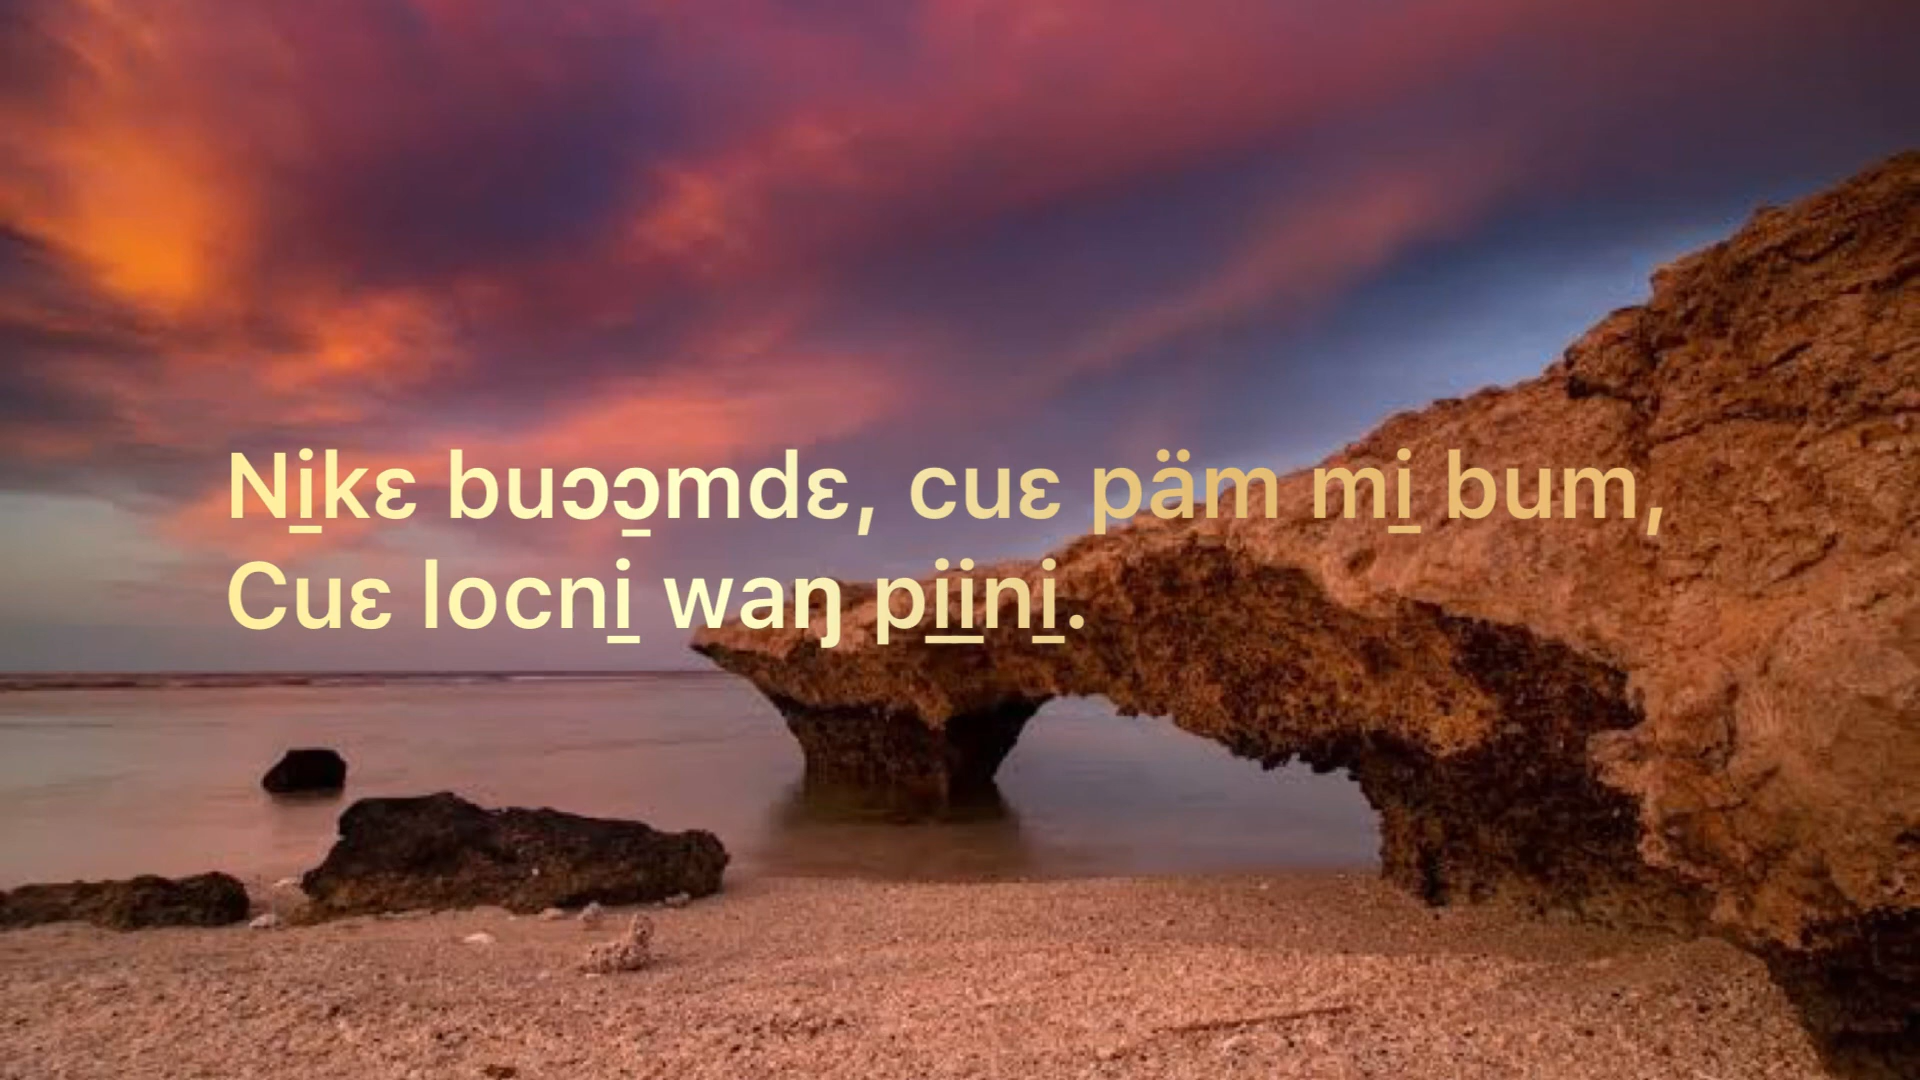 Ni̱kɛ buɔɔ̱mdɛ, cuɛ päm mi̱ bum,
Cuɛ locni̱ waŋ pi̱i̱ni̱.